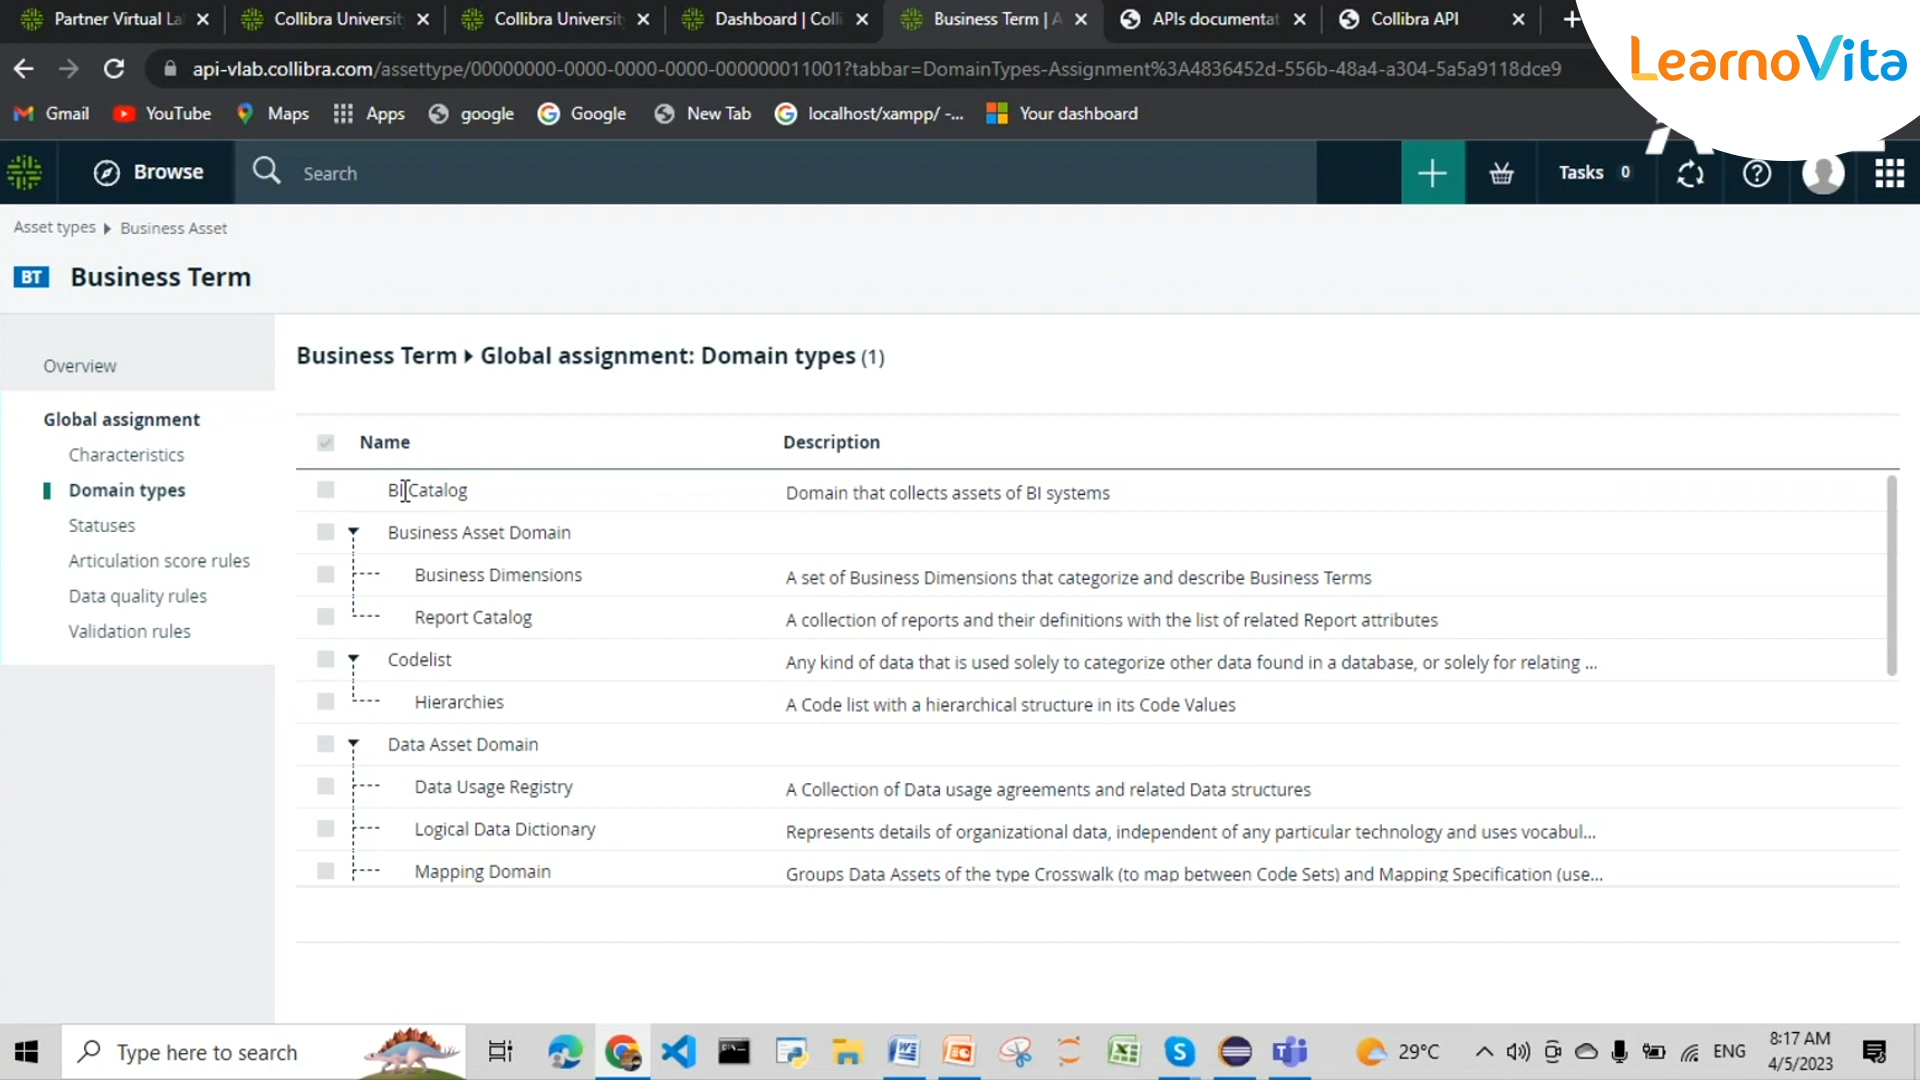 Partner Virtual La
Collibra Universit
Collibra Universit
Dashboard | Colli
Business Term | A
APIs documentat
Collibra API
LearnoVita
api-vlab.collibra.com/assettype/00000000-0000-0000-0000-000000011001?tabbar=DomainTypes-Assignment%3A4836452d-556b-48a4-a304-5a5a9118dce9
Gmail
YouTube
Maps
Apps
google
Google
New Tab
localhost/xampp/ -...
Your dashboard
Browse
Search
Tasks 0
Asset types
Business Asset
BT
Business Term
Overview
Global assignment
Characteristics
Domain types
Statuses
Articulation score rules
Data quality rules
Validation rules
Business Term
Global assignment: Domain types (1)
Name
Description
BI Catalog
Domain that collects assets of BI systems
Business Asset Domain
Business Dimensions
A set of Business Dimensions that categorize and describe Business Terms
Report Catalog
A collection of reports and their definitions with the list of related Report attributes
Codelist
Any kind of data that is used solely to categorize other data found in a database, or solely for relating ...
Hierarchies
A Code list with a hierarchical structure in its Code Values
Data Asset Domain
Data Usage Registry
A Collection of Data usage agreements and related Data structures
Logical Data Dictionary
Represents details of organizational data, independent of any particular technology and uses vocabul...
Mapping Domain
Groups Data Assets of the type Crosswalk (to map between Code Sets) and Mapping Specification (use...
Type here to search
29°C
ENG
8:17 AM
4/5/2023